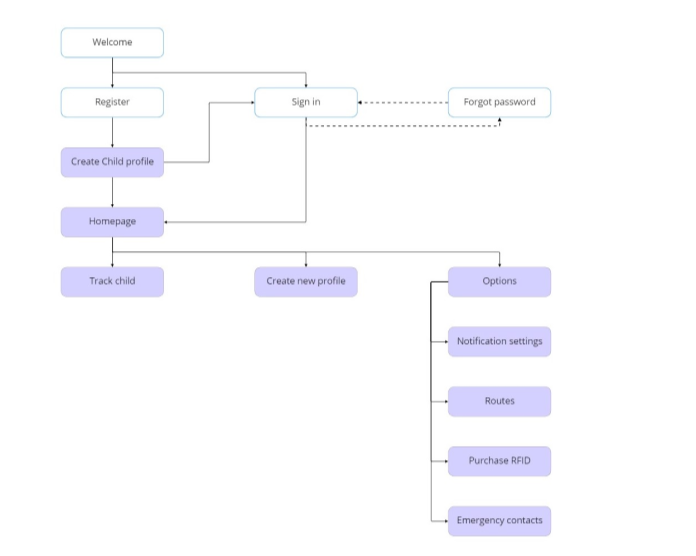 Welcome
Register
Sign in
Forgot password
Create Child profile
Homepage
Track child
Create new profile
Options
Notification settings
Routes
Purchase RFID
Emergency contacts